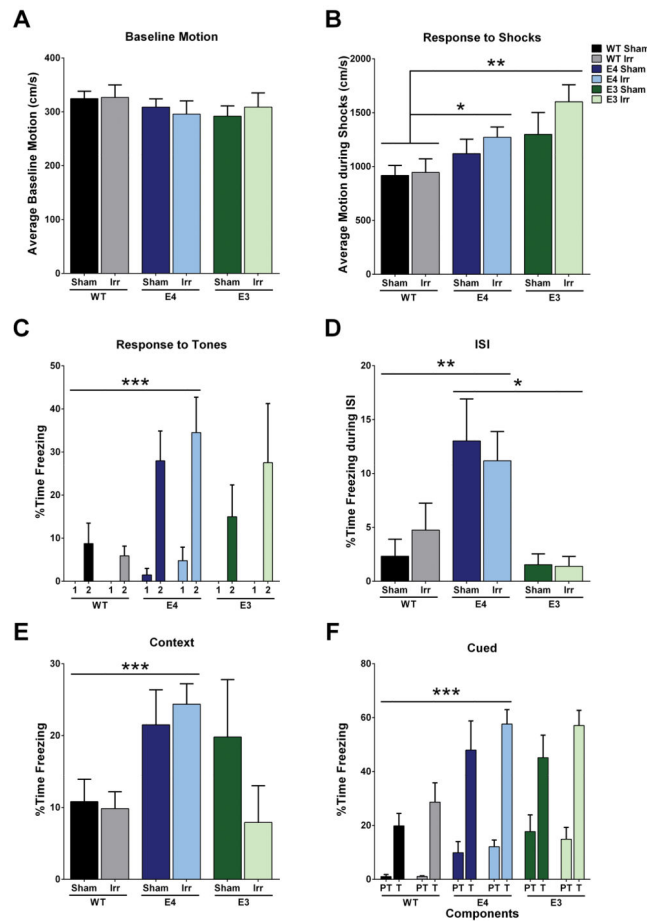 A
Baseline Motion
Average Baseline Motion (cm/s)
400
300
200
100
0
Sham Irr Sham Irr Sham Irr
WT E4 E3
B
Response to Shocks
Average Motion during Shocks (cm/s)
2000
1500
1000
500
0
**
*
Sham Irr Sham Irr Sham Irr
WT E4 E3
WT Sham
WT Irr
E4 Sham
E4 Irr
E3 Sham
E3 Irr
C
Response to Tones
%Time Freezing
50
40
30
20
10
0
***
1 2 1 2 1 2 1 2 1 2 1 2
WT E4 E3
D
ISI
%Time Freezing during ISI
20
15
10
5
0
**
*
Sham Irr Sham Irr Sham Irr
WT E4 E3
E
Context
%Time Freezing
30
20
10
0
***
Sham Irr Sham Irr Sham Irr
WT E4 E3
F
Cued
%Time Freezing
80
60
40
20
0
***
PT T PT T PT T PT T PT T PT T
WT E4 E3
Components